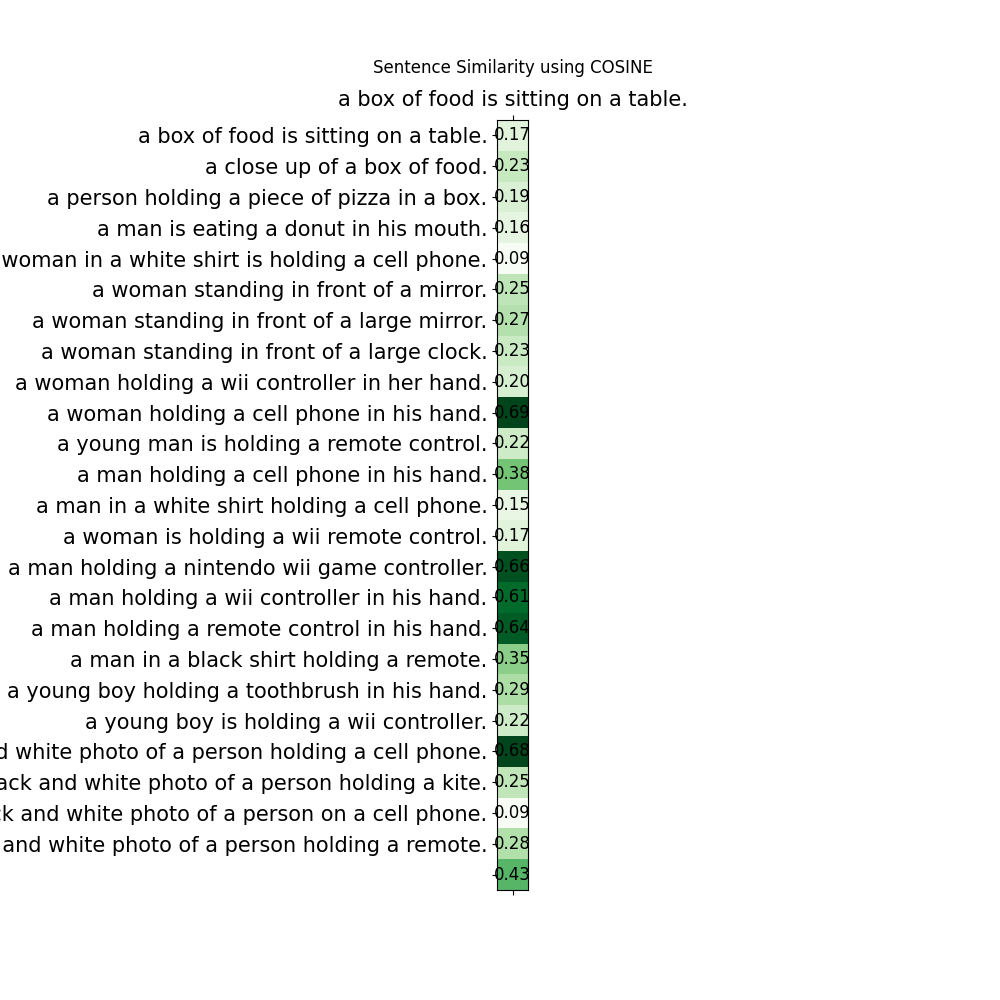 Sentence Similarity using COSINE
a box of food is sitting on a table.
a box of food is sitting on a table. 0.17
a close up of a box of food. 0.23
a person holding a piece of pizza in a box. 0.19
a man is eating a donut in his mouth. 0.16
woman in a white shirt is holding a cell phone. 0.09
a woman standing in front of a mirror. 0.25
a woman standing in front of a large mirror. 0.27
a woman standing in front of a large clock. 0.23
a woman holding a wii controller in her hand. 0.20
a woman holding a cell phone in his hand. 0.69
a young man is holding a remote control. 0.22
a man holding a cell phone in his hand. 0.38
a man in a white shirt holding a cell phone. 0.15
a woman is holding a wii remote control. 0.17
a man holding a nintendo wii game controller. 0.66
a man holding a wii controller in his hand. 0.61
a man holding a remote control in his hand. 0.64
a man in a black shirt holding a remote. 0.35
a young boy holding a toothbrush in his hand. 0.29
a young boy is holding a wii controller. 0.22
white photo of a person holding a cell phone. 0.68
and white photo of a person holding a kite. 0.25
and white photo of a person on a cell phone. 0.09
and white photo of a person holding a remote. 0.28
0.43